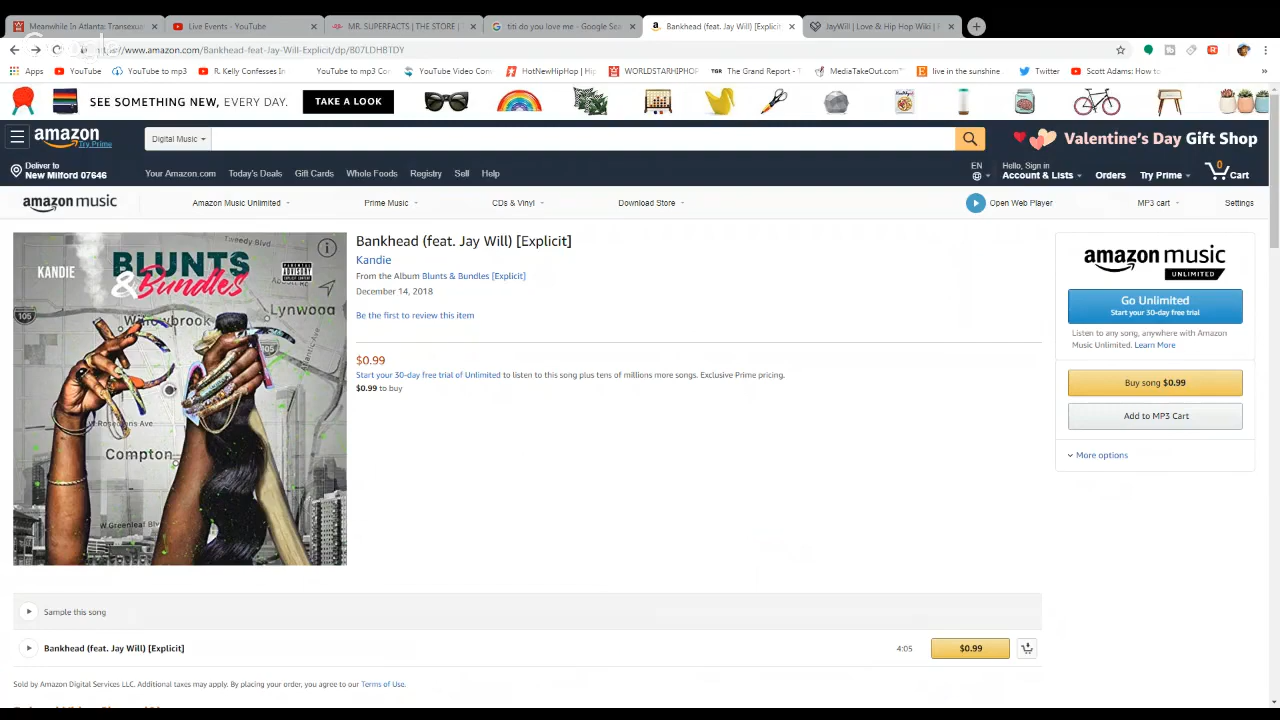 Meanwhile In Atlanta: Transexu
Live Events - YouTube
MR. SUPERFACTS | THE STORE |
titi do you love me - Google Sea
Bankhead (feat. Jay Will) [Explicit]
JayWill | Love & Hip Hop Wiki | F
Google
https://www.amazon.com/Bankhead-feat-Jay-Will-Explicit/dp/B07LDHBTDY
Apps
YouTube
YouTube to mp3
R. Kelly Confesses In
YouTube to mp3 Co
YouTube Video Con
HotNewHipHop | Hip
WORLDSTARHIPHOP
TGR The Grand Report - T
MediaTakeOut.com™
live in the sunshine
Twitter
Scott Adams: How to
SEE SOMETHING NEW, EVERY DAY.
TAKE A LOOK
amazon
Try Prime
Digital Music
Valentine's Day Gift Shop
Deliver to
New Milford 07646
Your Amazon.com
Today's Deals
Gift Cards
Whole Foods
Registry
Sell
Help
EN
Hello, Sign in
Account & Lists
Orders
Try Prime
0
Cart
amazon music
Amazon Music Unlimited
Prime Music
CDs & Vinyl
Download Store
Open Web Player
MP3 cart
Settings
KANDIE
BLUNTS
& Bundles
PARENTAL
ADVISORY
EXPLICIT CONTENT
Tweedy Blvd.
Lynwood
Willowbrook
105
105
W Rosecrans Ave
Compton
W Greenleaf Blv
Bankhead (feat. Jay Will) [Explicit]
Kandie
From the Album Blunts & Bundles [Explicit]
December 14, 2018
Be the first to review this item
$0.99
Start your 30-day free trial of Unlimited to listen to this song plus tens of millions more songs. Exclusive Prime pricing.
$0.99 to buy
amazon music
UNLIMITED
Go Unlimited
Start your 30-day free trial
Listen to any song, anywhere with Amazon
Music Unlimited. Learn More
Buy song $0.99
Add to MP3 Cart
More options
Sample this song
Bankhead (feat. Jay Will) [Explicit]
4:05
$0.99
Sold by Amazon Digital Services LLC. Additional taxes may apply. By placing your order, you agree to our Terms of Use.